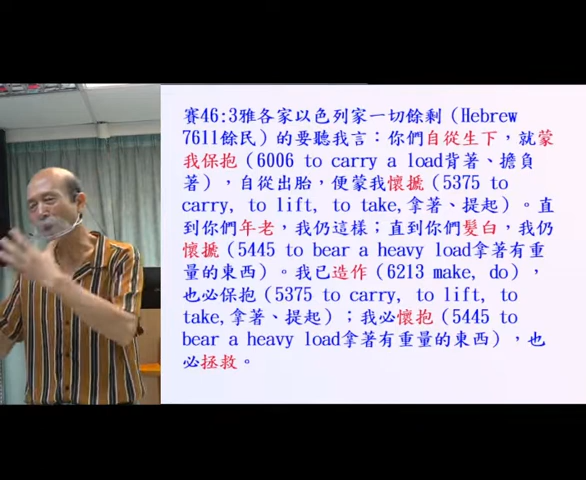 賽46:3雅各家以色列家一切餘剩（Hebrew
7611餘民）的要聽我言：你們自從生下，就蒙
我保抱（6006 to carry a load背著、擔負
著），自從出胎，便蒙我懷搋（5375 to
carry, to lift, to take,拿著、提起）。直
到你們年老，我仍這樣；直到你們髮白，我仍
懷搋（5445 to bear a heavy load拿著有重
量的東西）。我已造作（6213 make, do），
也必保抱（5375 to carry, to lift, to
take,拿著、提起）；我必懷抱（5445 to
bear a heavy load拿著有重量的東西），也
必拯救。